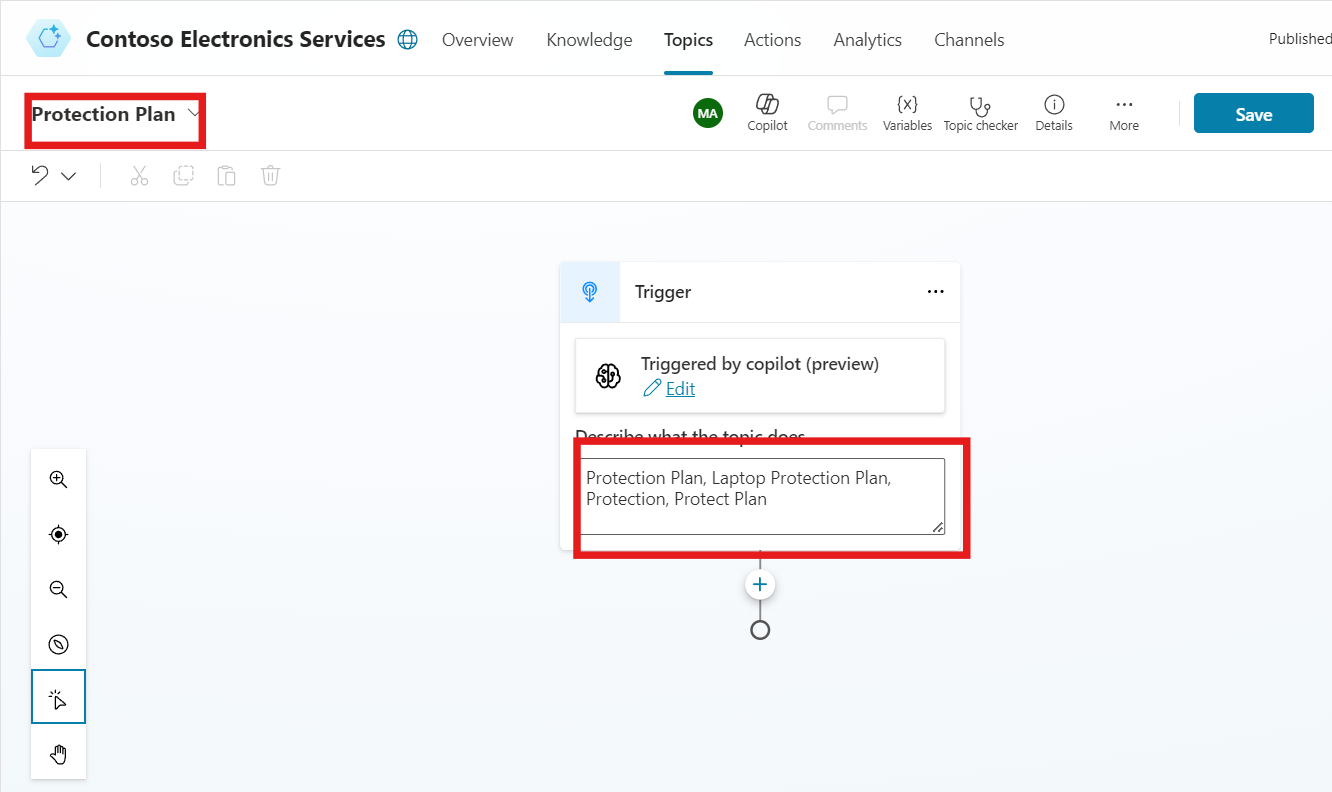 Contoso Electronics Services Overview Knowledge Topics Actions Analytics Channels Published
Protection Plan MA Copilot Comments {x} Variables Topic checker Details More Save
Trigger
Triggered by copilot (preview)
Edit
Describe what the topic does
Protection Plan, Laptop Protection Plan,
Protection, Protect Plan